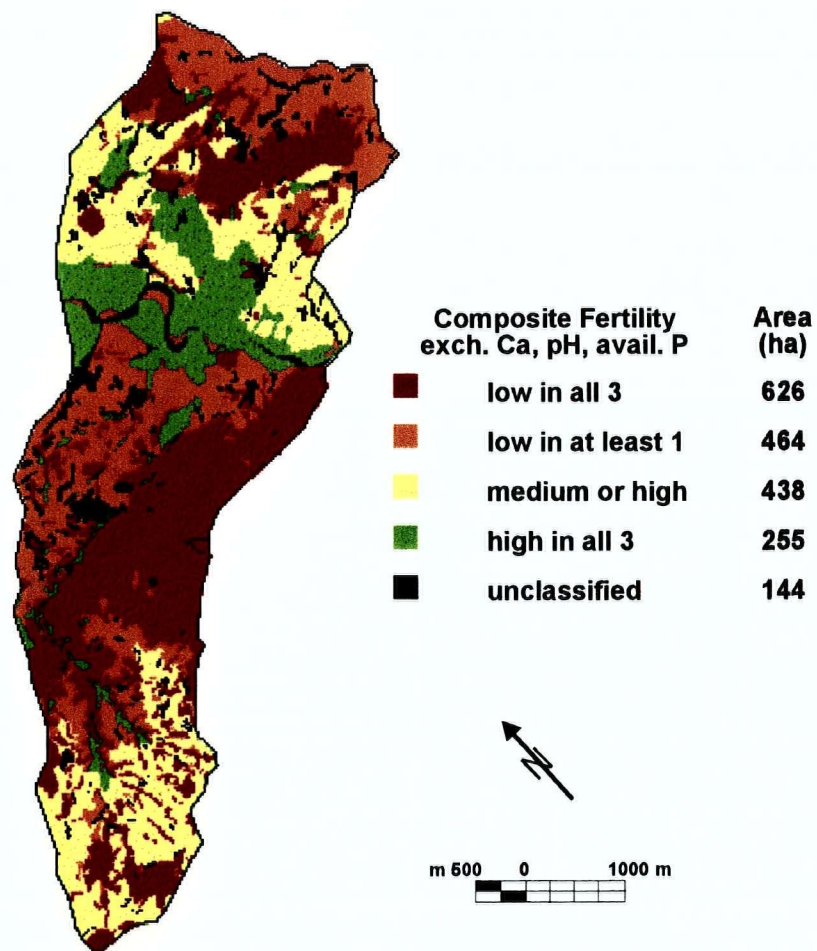 Composite Fertility Area
exch. Ca, pH, avail. P (ha)
low in all 3 626
low in at least 1 464
medium or high 438
high in all 3 255
unclassified 144
N
m 500 0 1000 m